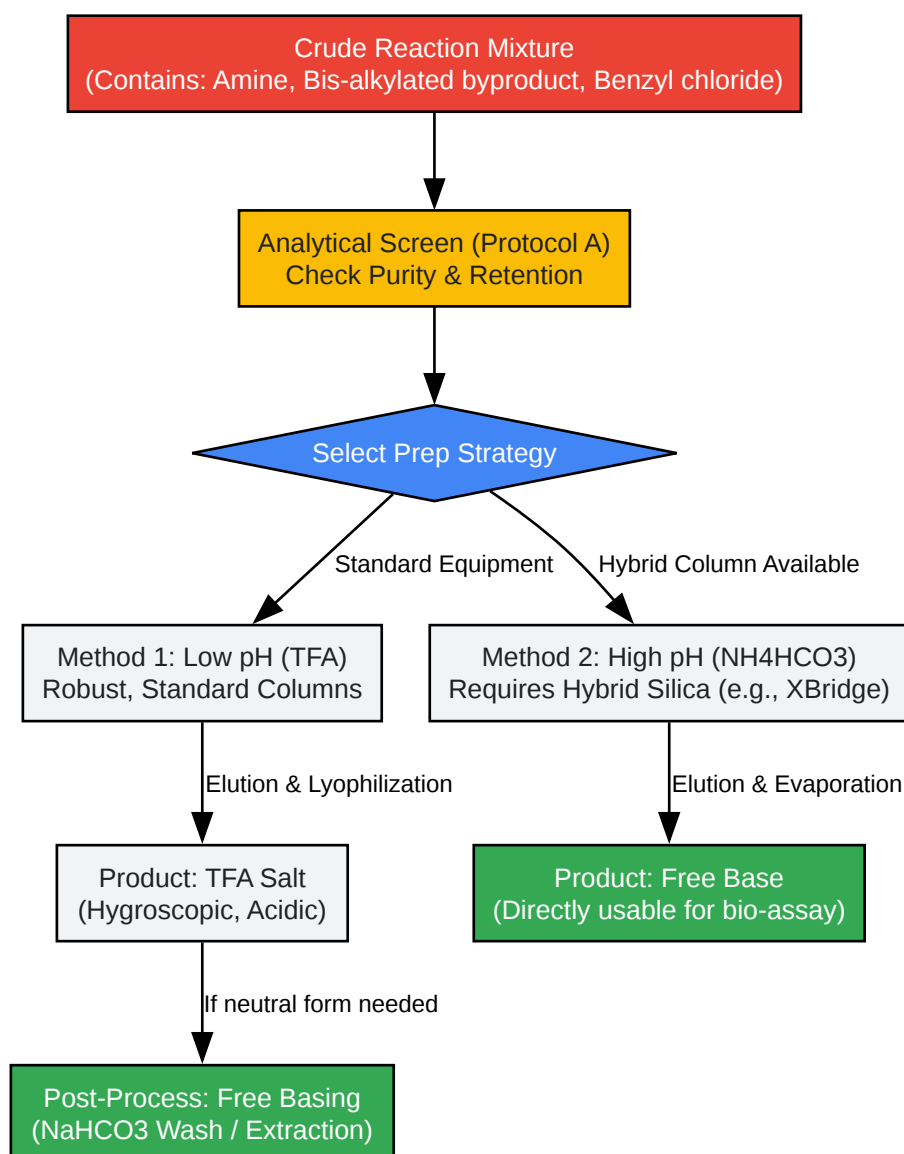 Crude Reaction Mixture
(Contains: Amine, Bis-alkylated byproduct, Benzyl chloride)
Analytical Screen (Protocol A)
Check Purity & Retention
Select Prep Strategy
Standard Equipment
Hybrid Column Available
Method 1: Low pH (TFA)
Robust, Standard Columns
Method 2: High pH (NH4HCO3)
Requires Hybrid Silica (e.g., XBridge)
Elution & Lyophilization
Elution & Evaporation
Product: TFA Salt
(Hygroscopic, Acidic)
Product: Free Base
(Directly usable for bio-assay)
If neutral form needed
Post-Process: Free Basing
(NaHCO3 Wash / Extraction)